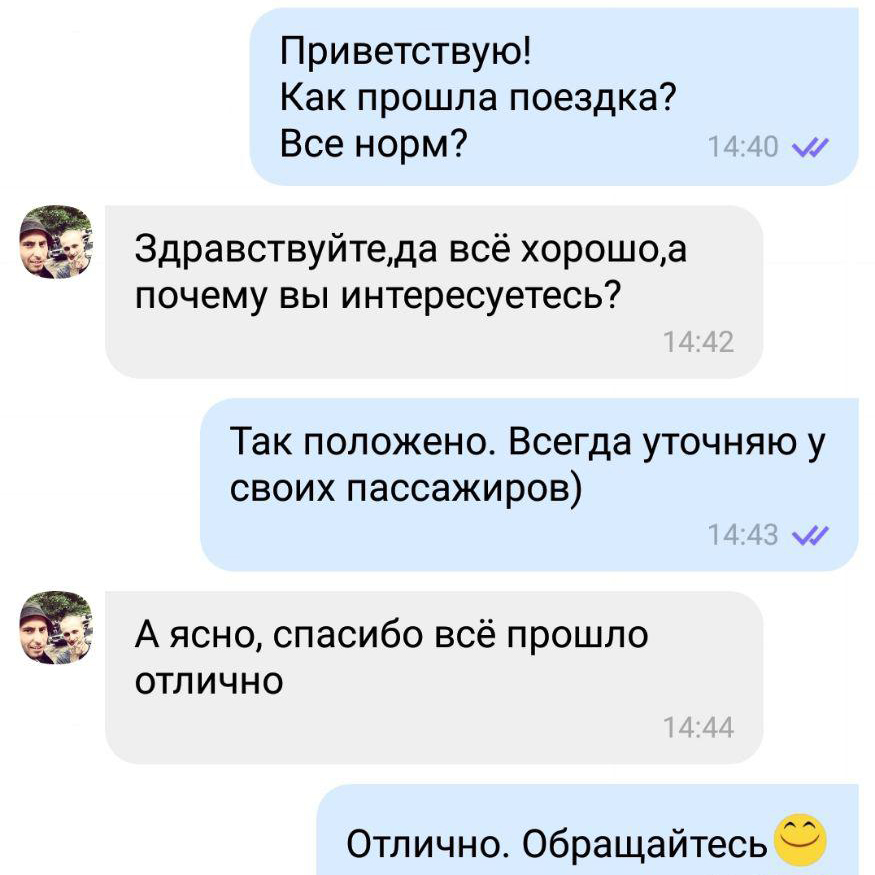 Приветствую!
Как прошла поездка?
Все норм?
14:40
Здравствуйте,да всё хорошо,а
почему вы интересуетесь?
14:42
Так положено. Всегда уточняю у
своих пассажиров)
14:43
А ясно, спасибо всё прошло
отлично
14:44
Отлично. Обращайтесь😊